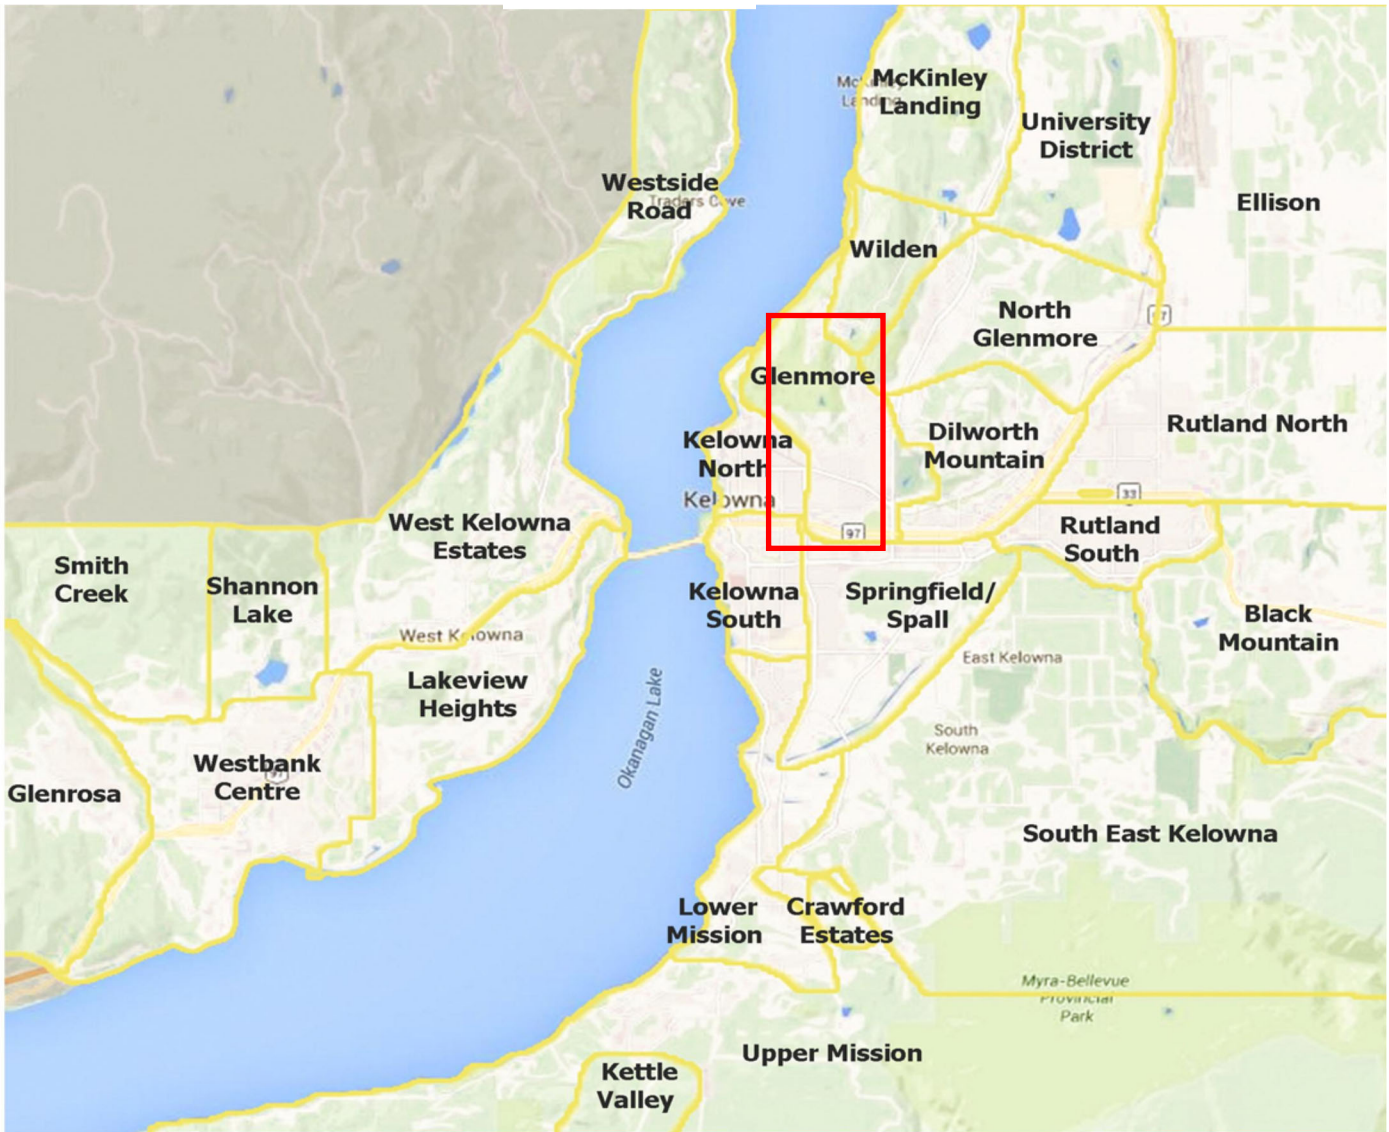 McKinley
Landing
McKinley
Landing
University
District
Westside
Road
Traders Cove
Ellison
Wilden
North
Glenmore
97
Glenmore
Rutland North
Dilworth
Mountain
Kelowna
North
Kelowna
33
97
West Kelowna
Estates
Rutland
South
Smith
Creek
Shannon
Lake
Kelowna
South
Springfield/
Spall
Black
Mountain
West Kelowna
East Kelowna
Lakeview
Heights
Okanagan Lake
South
Kelowna
Westbank
Centre
97
Glenrosa
South East Kelowna
Lower
Mission
Crawford
Estates
Myra-Bellevue
Provincial
Park
Upper Mission
Kettle
Valley